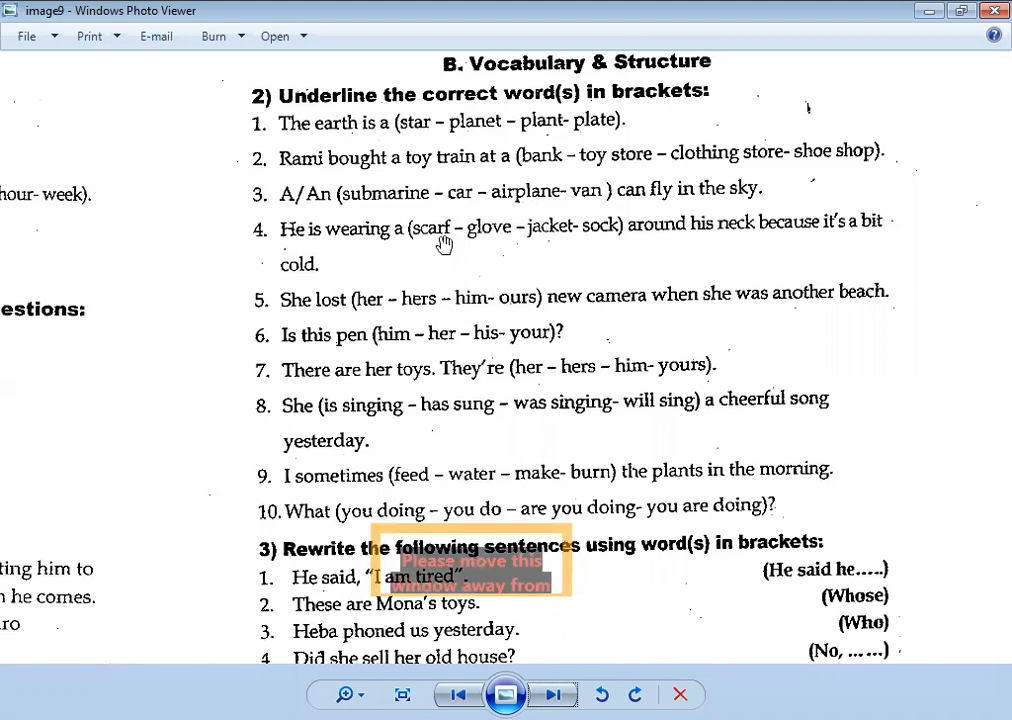 image9 - Windows Photo Viewer
File Print E-mail Burn Open
B. Vocabulary & Structure
2) Underline the correct word(s) in brackets:
1. The earth is a (star – planet – plant- plate).
2. Rami bought a toy train at a (bank – toy store – clothing store- shoe shop).
hour- week).
3. A/An (submarine – car – airplane- van ) can fly in the sky.
4. He is wearing a (scarf – glove – jacket- sock) around his neck because it's a bit
cold.
5. She lost (her – hers – him- ours) new camera when she was another beach.
estions:
6. Is this pen (him – her – his- your)?
7. There are her toys. They're (her – hers – him- yours).
8. She (is singing – has sung – was singing- will sing) a cheerful song
yesterday.
9. I sometimes (feed – water – make- burn) the plants in the morning.
10. What (you doing – you do – are you doing- you are doing)?
3) Rewrite the following sentences using word(s) in brackets:
Please move this
window away from
ting him to
1. He said, “I am tired”. (He said he.....)
n he comes.
2. These are Mona's toys. (Whose)
ro
3. Heba phoned us yesterday. (Who)
4 Did she sell her old house? (No, ......)